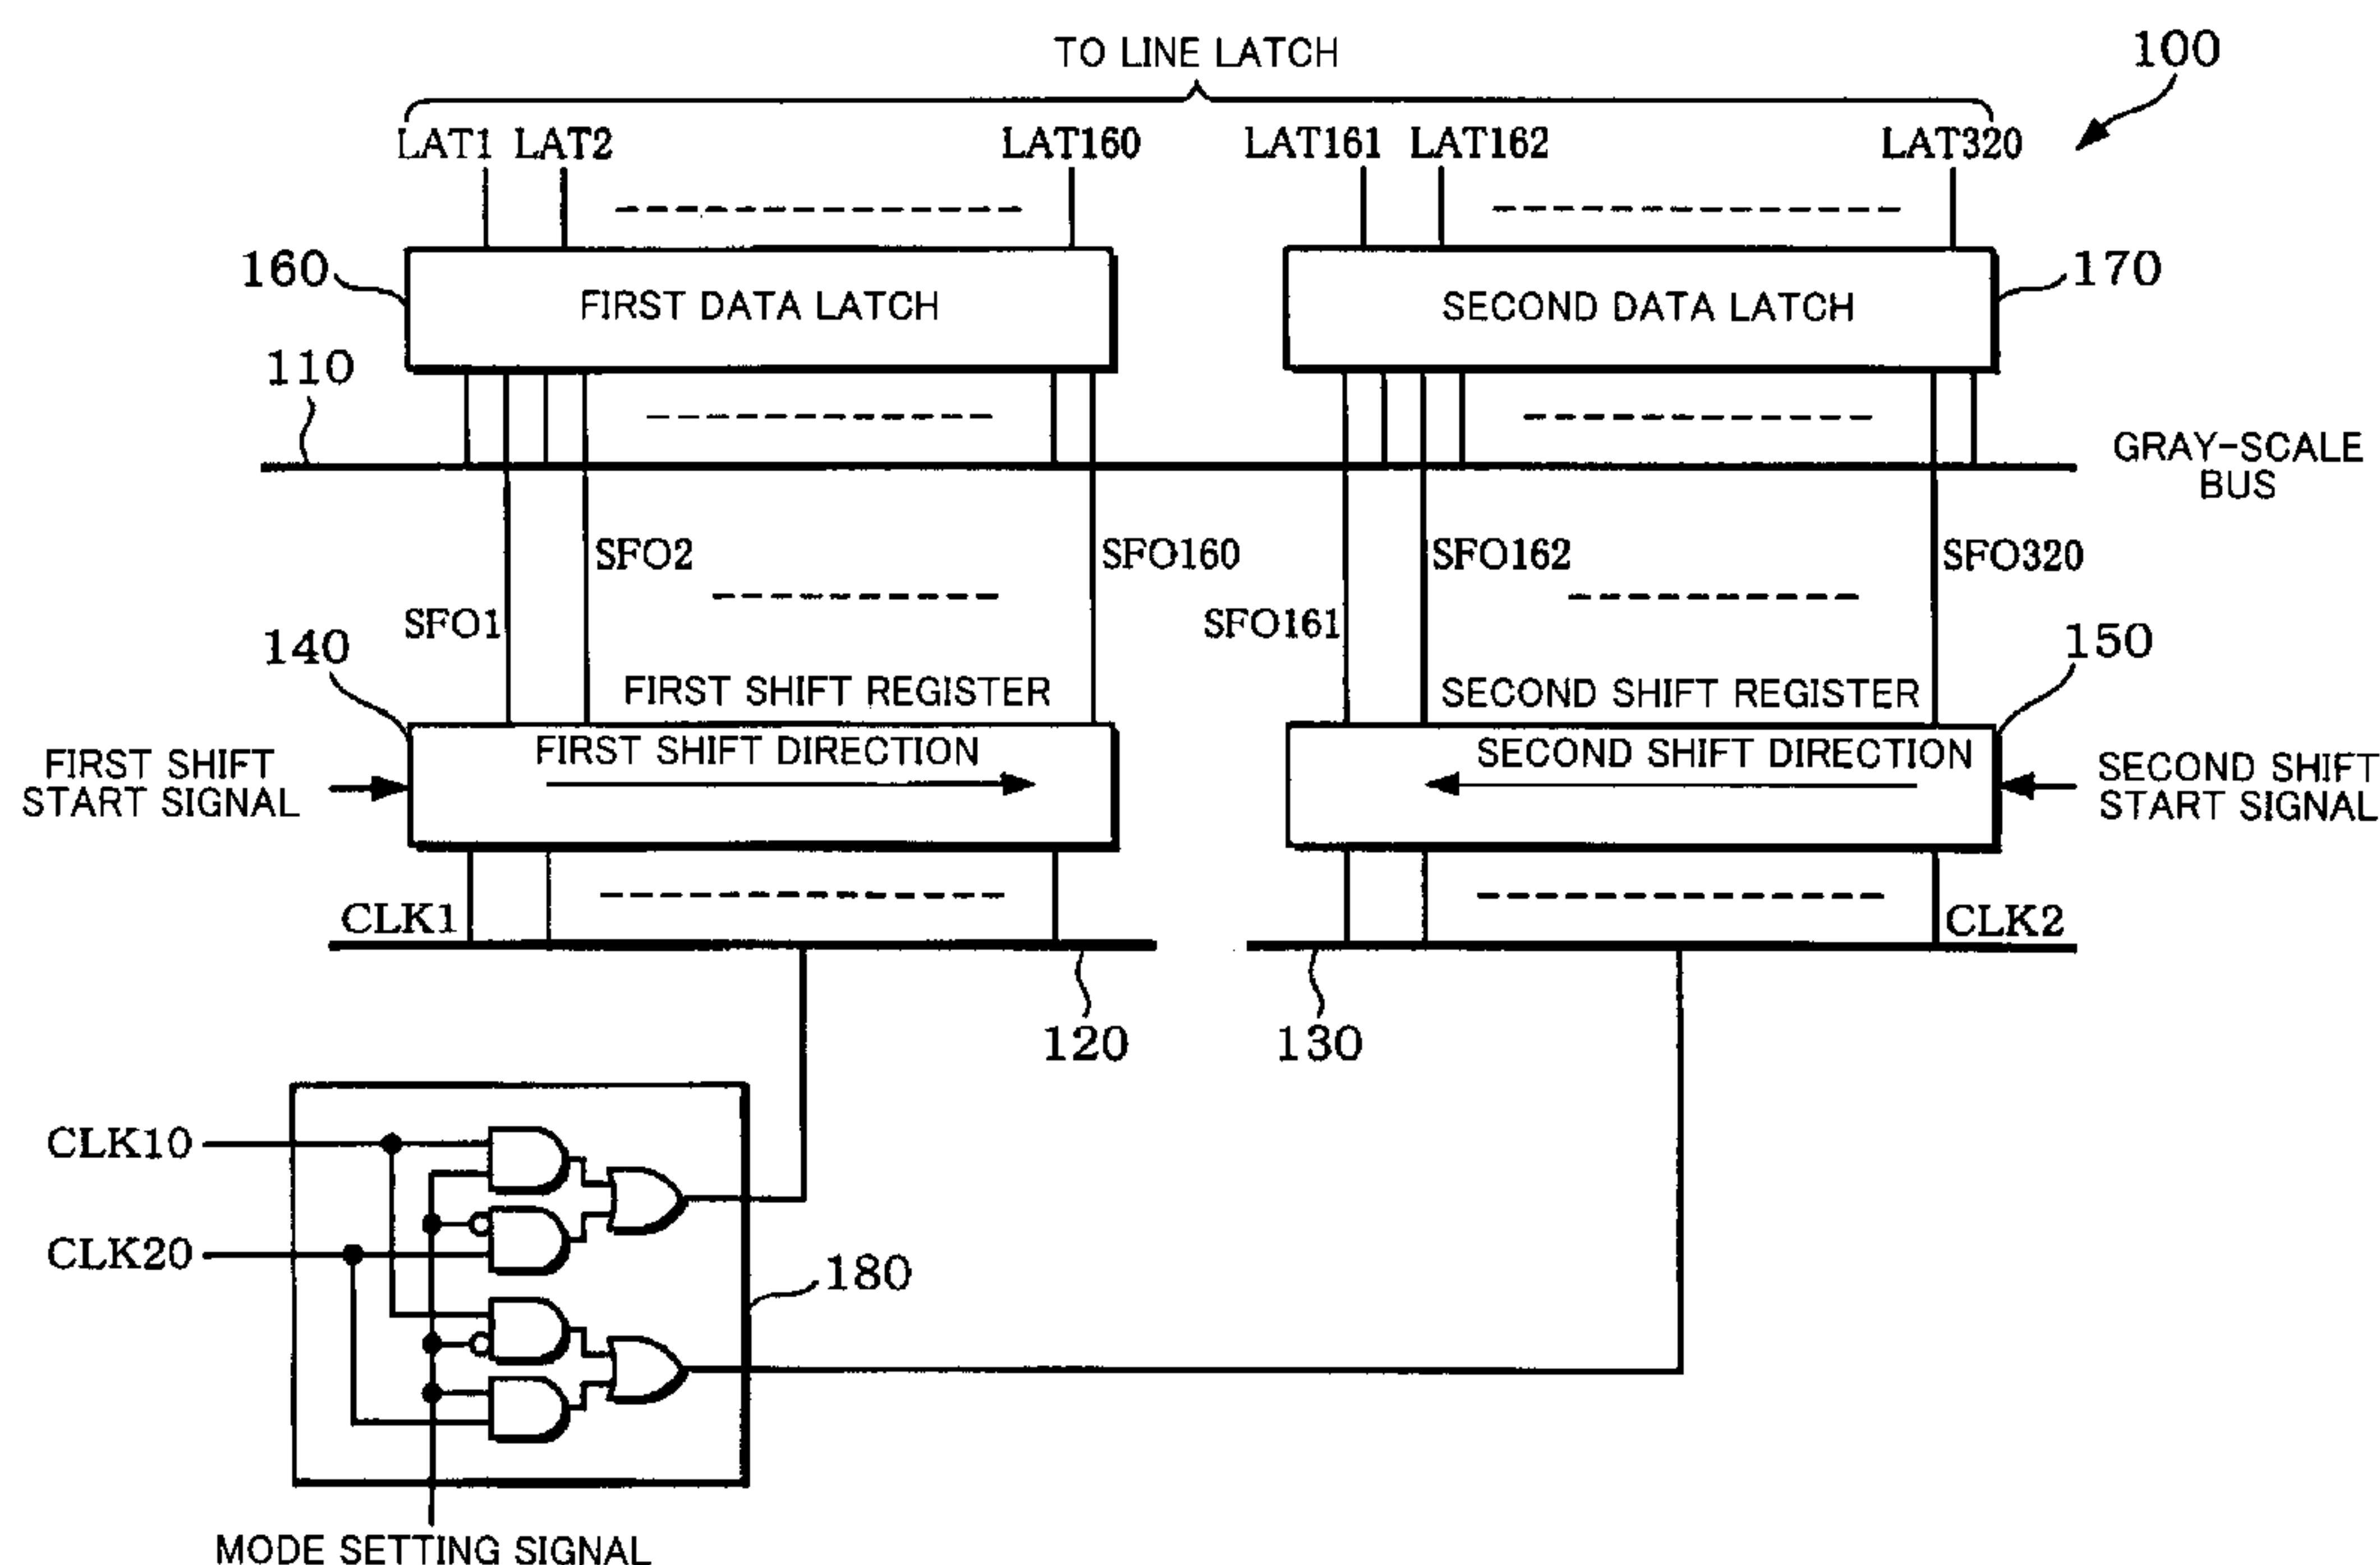 TO LINE LATCH
100
LAT1 LAT2 LAT160 LAT161 LAT162 LAT320
160
FIRST DATA LATCH
SECOND DATA LATCH
170
110
GRAY-SCALE
BUS
SFO2
SFO160
SFO162
SFO320
SFO1
SFO161
140
150
FIRST SHIFT REGISTER
SECOND SHIFT REGISTER
FIRST SHIFT DIRECTION
SECOND SHIFT DIRECTION
FIRST SHIFT
START SIGNAL
SECOND SHIFT
START SIGNAL
CLK1
CLK2
120
130
CLK10
CLK20
180
MODE SETTING SIGNAL